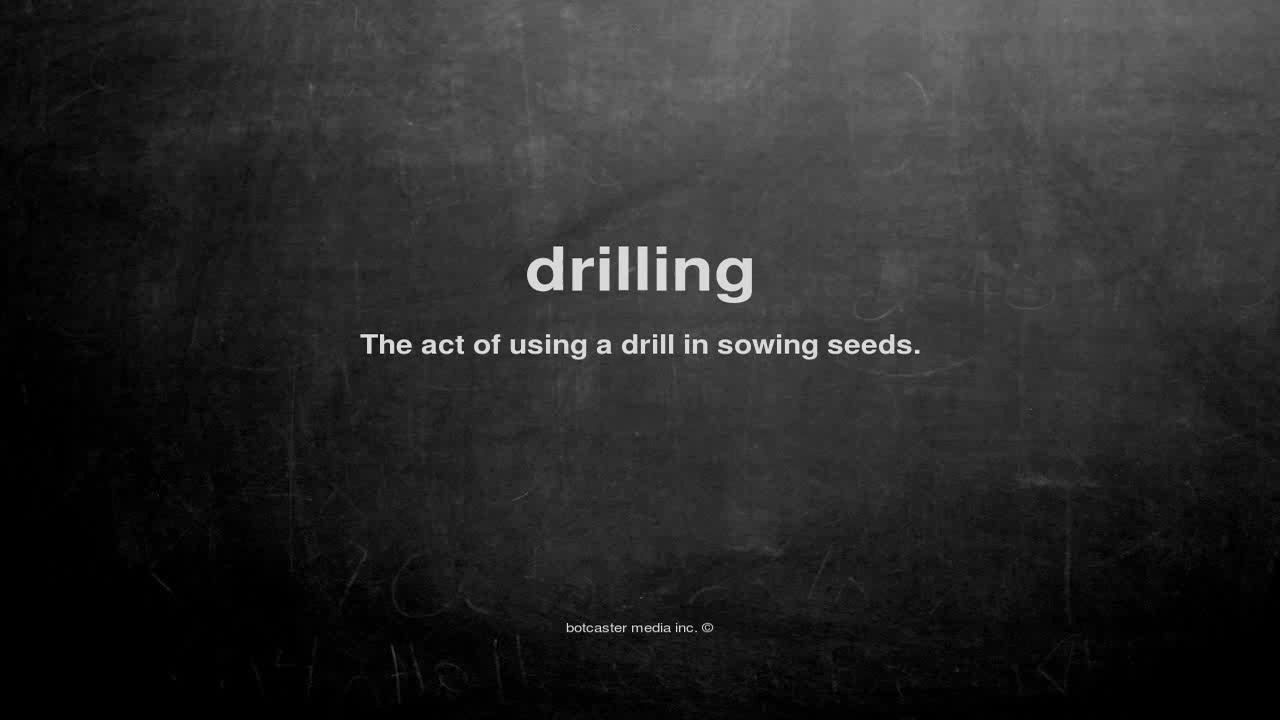 drilling
The act of using a drill in sowing seeds.
botcaster media inc. ©